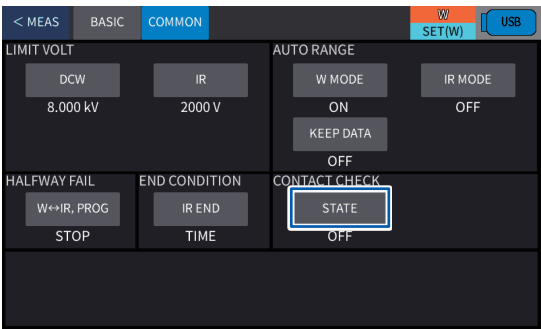 < MEAS BASIC COMMON W USB
SET(W)
LIMIT VOLT AUTO RANGE
DCW IR W MODE IR MODE
8.000 kV 2000 V ON OFF
KEEP DATA
OFF
HALFWAY FAIL END CONDITION CONTACT CHECK
W↔IR, PROG IR END STATE
STOP TIME OFF